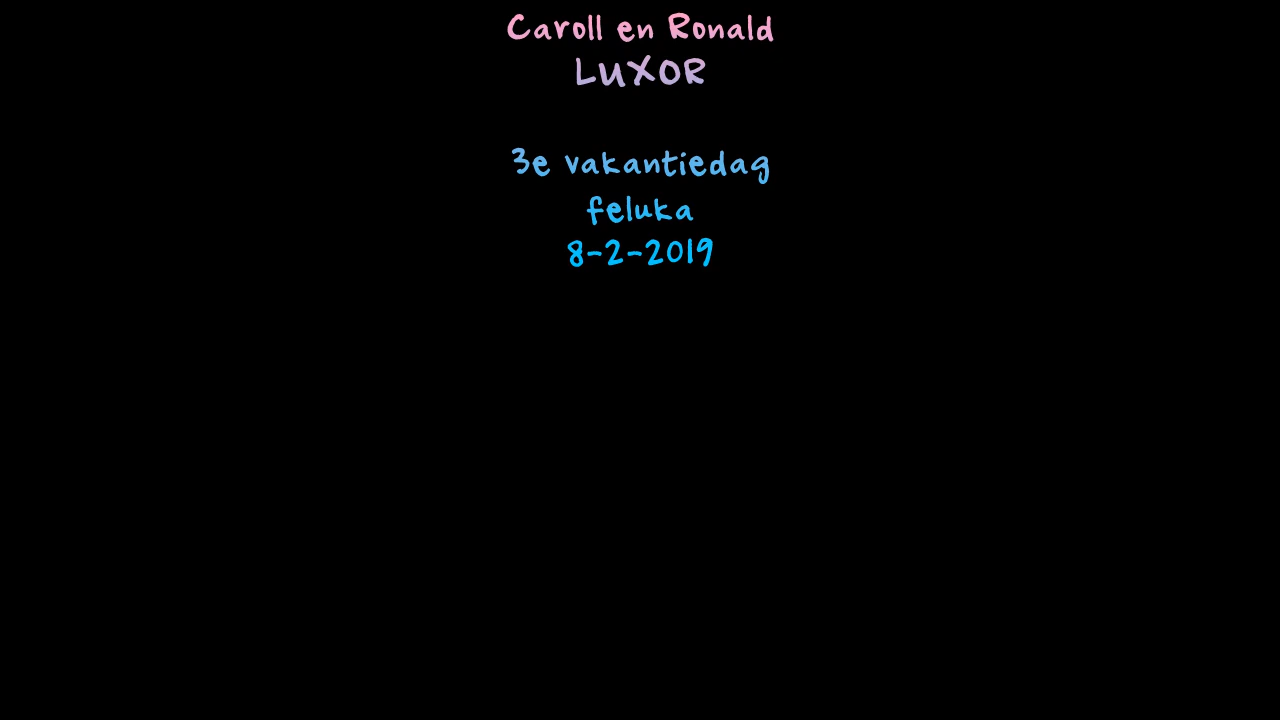 Caroll en Ronald
LUXOR
3e vakantiedag
feluka
8-2-2019